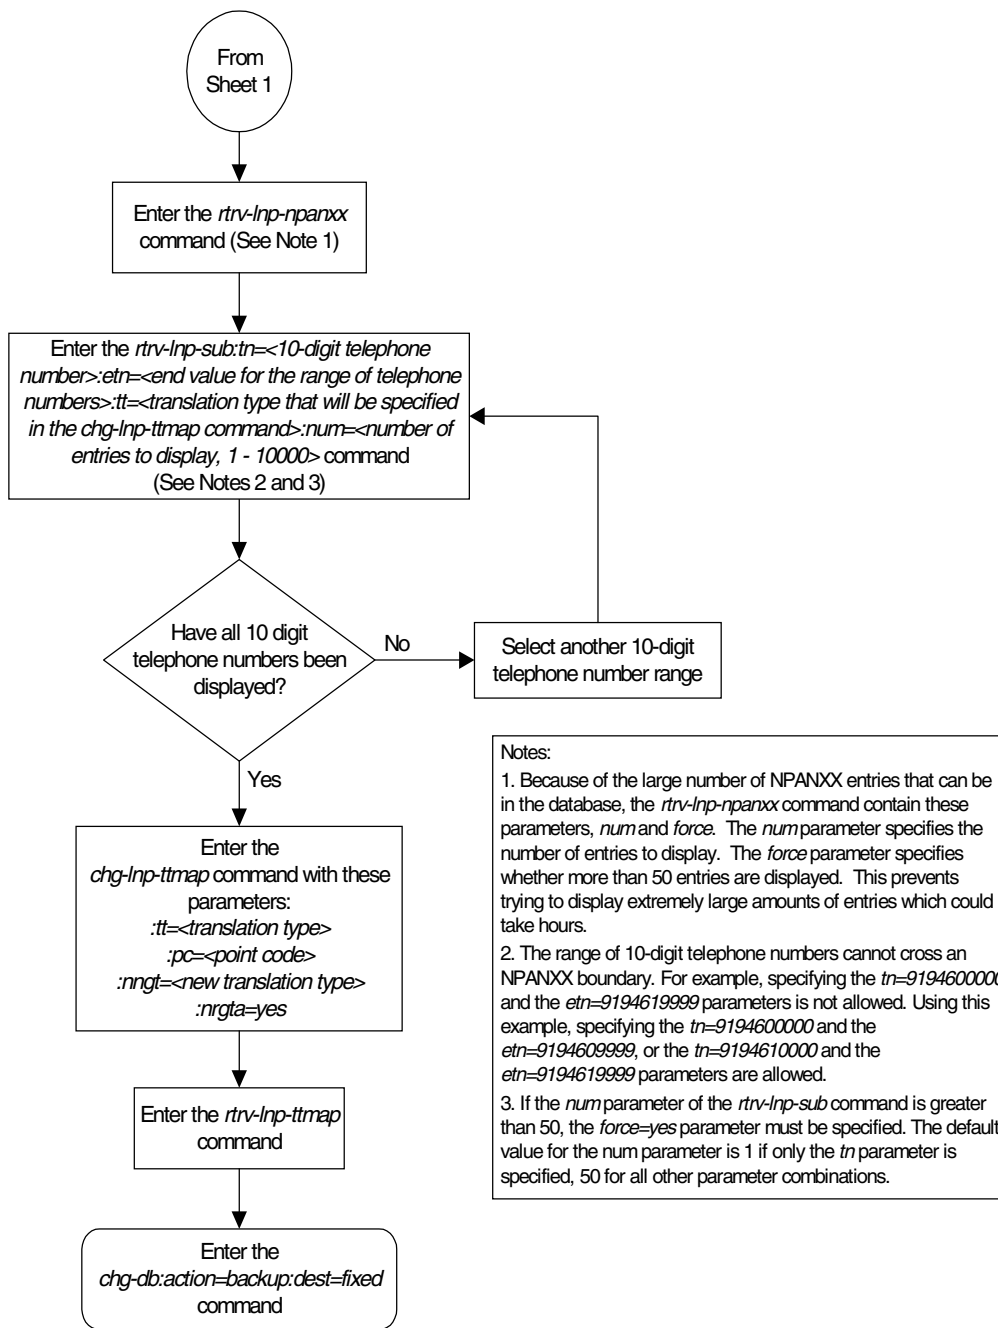 From
Sheet 1
Enter the rtrv-lnp-npanxx
command (See Note 1)
Enter the rtrv-lnp-sub:tn=<10-digit telephone
number>:etn=<end value for the range of telephone
numbers>:tt=<translation type that will be specified
in the chg-lnp-ttmap command>:num=<number of
entries to display, 1 - 10000> command
(See Notes 2 and 3)
Have all 10 digit
telephone numbers been
displayed?
No
Select another 10-digit
telephone number range
Yes
Enter the
chg-lnp-ttmap command with these
parameters:
:tt=<translation type>
:pc=<point code>
:nngt=<new translation type>
:nrgta=yes
Enter the rtrv-lnp-ttmap
command
Enter the
chg-db:action=backup:dest=fixed
command
Notes:
1. Because of the large number of NPANXX entries that can be
in the database, the rtrv-lnp-npanxx command contain these
parameters, num and force. The num parameter specifies the
number of entries to display. The force parameter specifies
whether more than 50 entries are displayed. This prevents
trying to display extremely large amounts of entries which could
take hours.
2. The range of 10-digit telephone numbers cannot cross an
NPANXX boundary. For example, specifying the tn=9194600000
and the etn=9194619999 parameters is not allowed. Using this
example, specifying the tn=9194600000 and the
etn=9194609999, or the tn=9194610000 and the
etn=9194619999 parameters are allowed.
3. If the num parameter of the rtrv-lnp-sub command is greater
than 50, the force=yes parameter must be specified. The default
value for the num parameter is 1 if only the tn parameter is
specified, 50 for all other parameter combinations.